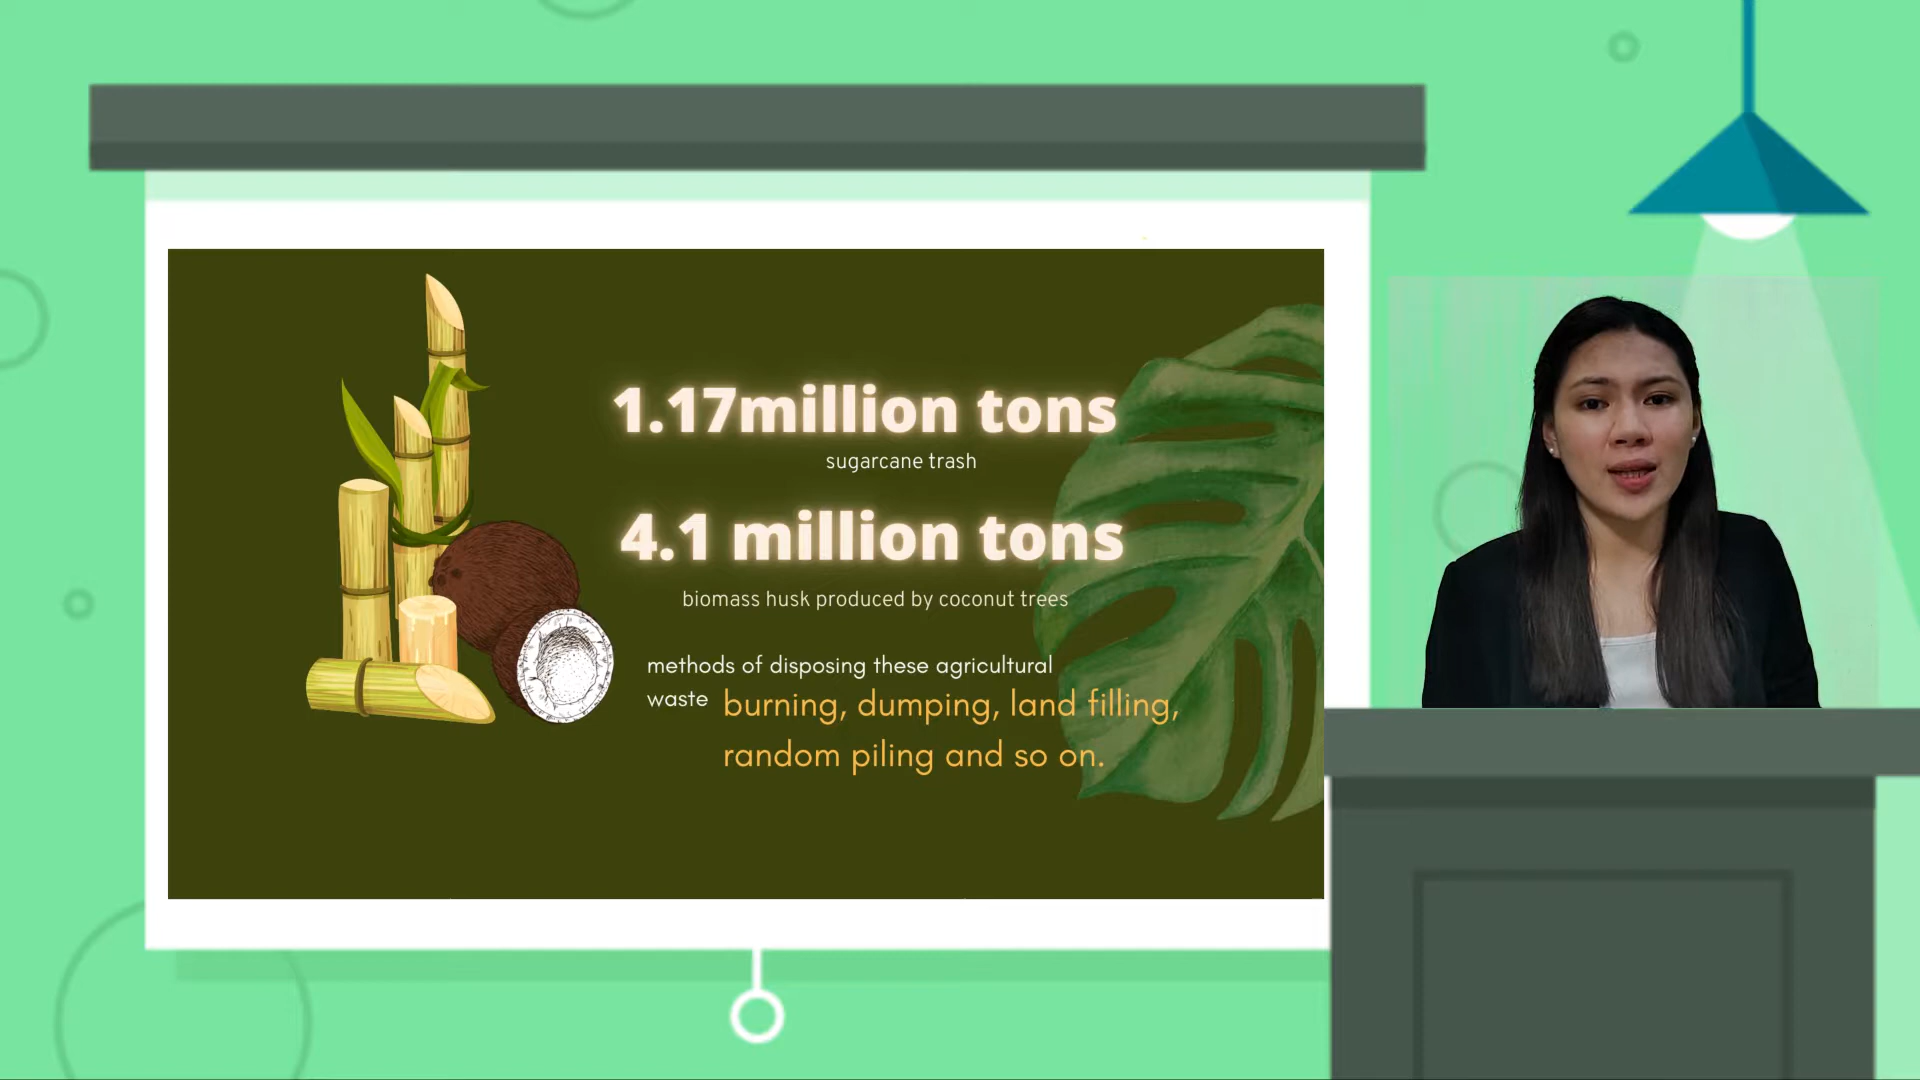 1.17million tons
sugarcane trash
4.1 million tons
biomass husk produced by coconut trees
methods of disposing these agricultural
waste burning, dumping, land filling,
random piling and so on.